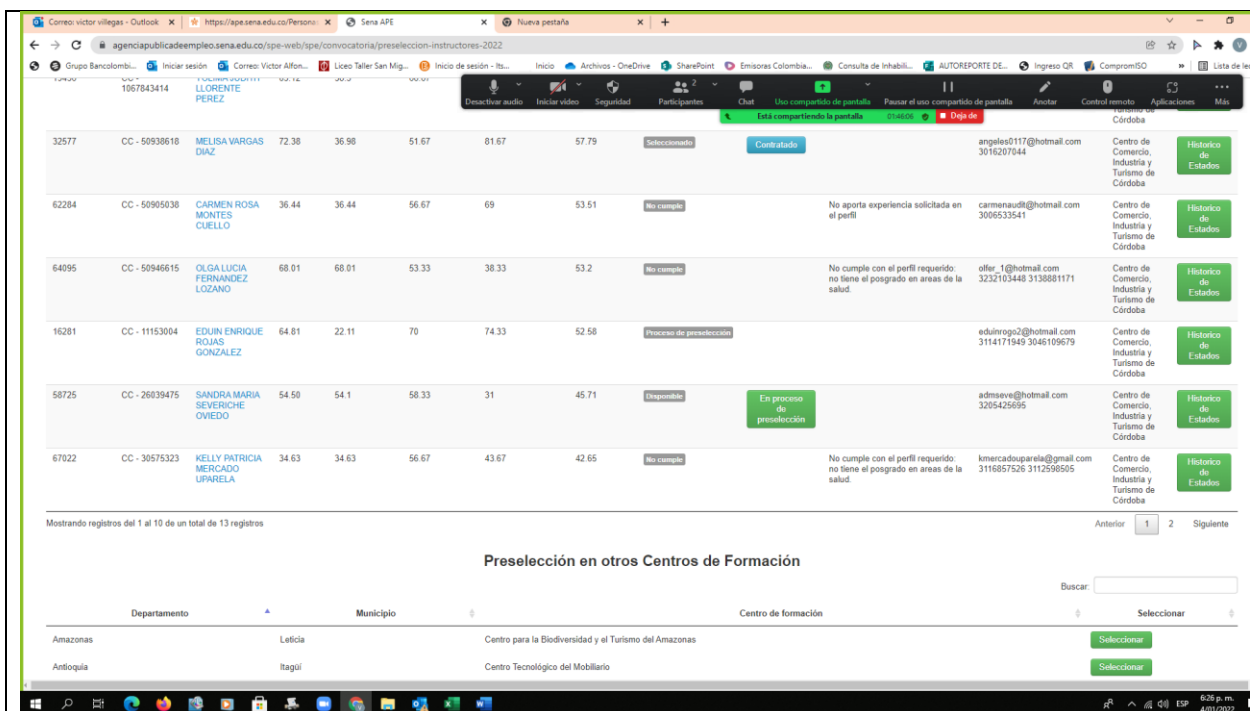 Correo: victor villegas - Outlook
https://ape.sena.edu.co/Persona
Sena APE
Nueva pestaña
agenciapublicadeempleo.sena.edu.co/spe-web/spe/convocatoria/preseleccion-instructores-2022
Grupo Bancolombi... Iniciar sesión Correo: Victor Alfon... Liceo Taller San Mig... Inicio de sesión - Its... Inicio Archivos - OneDrive SharePoint Emisoras Colombia... Consulta de Inhabili... AUTOREPORTE DE... Ingreso QR CompromISO » Lista de lec
1067843414 LLORENTE
PEREZ
Desactivar audio Iniciar video Seguridad Participantes 2 Chat Uso compartido de pantalla Pausar el uso compartido de pantalla Anotar Control remoto Aplicaciones Más
Está compartiendo la pantalla 01:46:06 Deja de
Turismo de
Córdoba
32577 CC - 50938618 MELISA VARGAS 72.38 36.98 51.67 81.67 57.79 Seleccionado Contratado angeles0117@hotmail.com Centro de Historico
DIAZ 3016207044 Comercio, de
Industria y Estados
Turismo de
Córdoba
62284 CC - 50905038 CARMEN ROSA 36.44 36.44 56.67 69 53.51 No cumple No aporta experiencia solicitada en carmenaudit@hotmail.com Centro de Historico
MONTES el perfil 3006533541 Comercio, de
CUELLO Industria y Estados
Turismo de
Córdoba
64095 CC - 50946615 OLGA LUCIA 68.01 68.01 53.33 38.33 53.2 No cumple No cumple con el perfil requerido: olfer_1@hotmail.com Centro de Historico
FERNANDEZ no tiene el posgrado en areas de la 3232103448 3138881171 Comercio, de
LOZANO salud. Industria y Estados
Turismo de
Córdoba
16281 CC - 11153004 EDUIN ENRIQUE 64.81 22.11 70 74.33 52.58 Proceso de preselección eduinrogo2@hotmail.com Centro de Historico
ROJAS 3114171949 3046109679 Comercio, de
GONZALEZ Industria y Estados
Turismo de
Córdoba
58725 CC - 26039475 SANDRA MARIA 54.50 54.1 58.33 31 45.71 Disponible En proceso admseve@hotmail.com Centro de Historico
SEVERICHE de 3205425695 Comercio, de
OVIEDO preselección Industria y Estados
Turismo de
Córdoba
67022 CC - 30575323 KELLY PATRICIA 34.63 34.63 56.67 43.67 42.65 No cumple No cumple con el perfil requerido: kmercadouparela@gmail.com Centro de Historico
MERCADO no tiene el posgrado en areas de la 3116857526 3112598505 Comercio, de
UPARELA salud. Industria y Estados
Turismo de
Córdoba
Mostrando registros del 1 al 10 de un total de 13 registros Anterior 1 2 Siguiente
Preselección en otros Centros de Formación
Buscar:
Departamento Municipio Centro de formación Seleccionar
Amazonas Leticia Centro para la Biodiversidad y el Turismo del Amazonas Seleccionar
Antioquia Itagüí Centro Tecnológico del Mobiliario Seleccionar
ESP 6:26 p. m.
4/01/2022